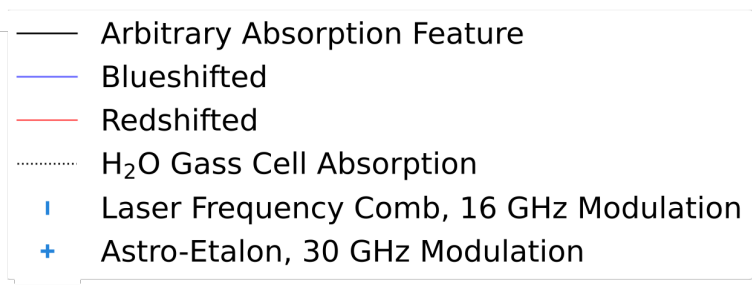 Arbitrary Absorption Feature
Blueshifted
Redshifted
H₂O Gass Cell Absorption
Laser Frequency Comb, 16 GHz Modulation
Astro-Etalon, 30 GHz Modulation